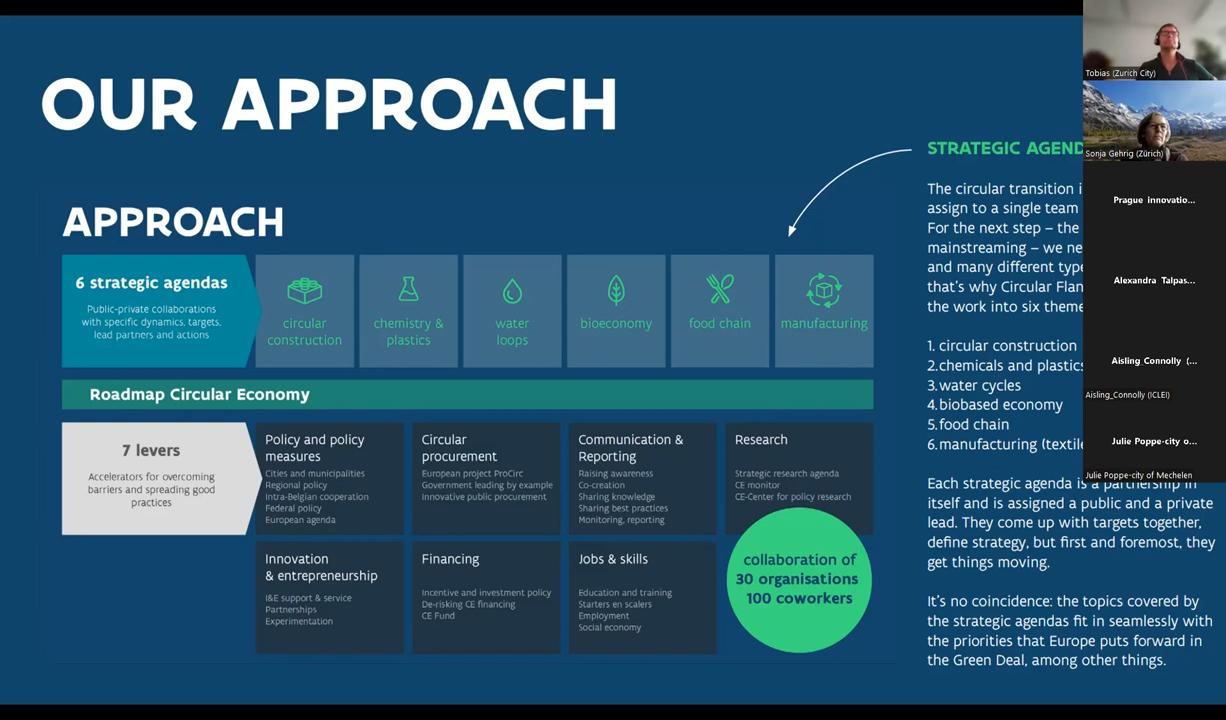 OUR APPROACH
APPROACH
6 strategic agendas
Public-private collaborations
with specific dynamics, targets,
lead partners and actions
circular
construction
chemistry &
plastics
water
loops
bioeconomy
food chain
manufacturing
Roadmap Circular Economy
7 levers
Accelerators for overcoming
barriers and spreading good
practices
Policy and policy
measures
Cities and municipalities
Regional policy
Intra-Belgian cooperation
Federal policy
European agenda
Circular
procurement
European project ProCirc
Government leading by example
Innovative public procurement
Communication &
Reporting
Raising awareness
Co-creation
Sharing knowledge
Sharing best practices
Monitoring, reporting
Research
Strategic research agenda
CE monitor
CE-Center for policy research
Innovation
& entrepreneurship
I&E support & service
Partnerships
Experimentation
Financing
Incentive and investment policy
De-risking CE financing
CE Fund
Jobs & skills
Education and training
Starters en scalers
Employment
Social economy
collaboration of
30 organisations
100 coworkers
STRATEGIC AGEND
The circular transition i
assign to a single team
For the next step – the
mainstreaming – we ne
and many different type
that's why Circular Flan
the work into six theme
1. circular construction
2.chemicals and plastics
3.water cycles
4.biobased economy
5.food chain
6.manufacturing (textile
Each strategic agenda is a partnership in
itself and is assigned a public and a private
lead. They come up with targets together,
define strategy, but first and foremost, they
get things moving.
It's no coincidence: the topics covered by
the strategic agendas fit in seamlessly with
the priorities that Europe puts forward in
the Green Deal, among other things.
Tobias (Zurich City)
Sonja Gehrig (Zürich)
Prague innovatio...
Alexandra Talpas...
Aisling_Connolly (...
Aisling_Connolly (ICLEI)
Julie Poppe-city o...
Julie Poppe-city of Mechelen